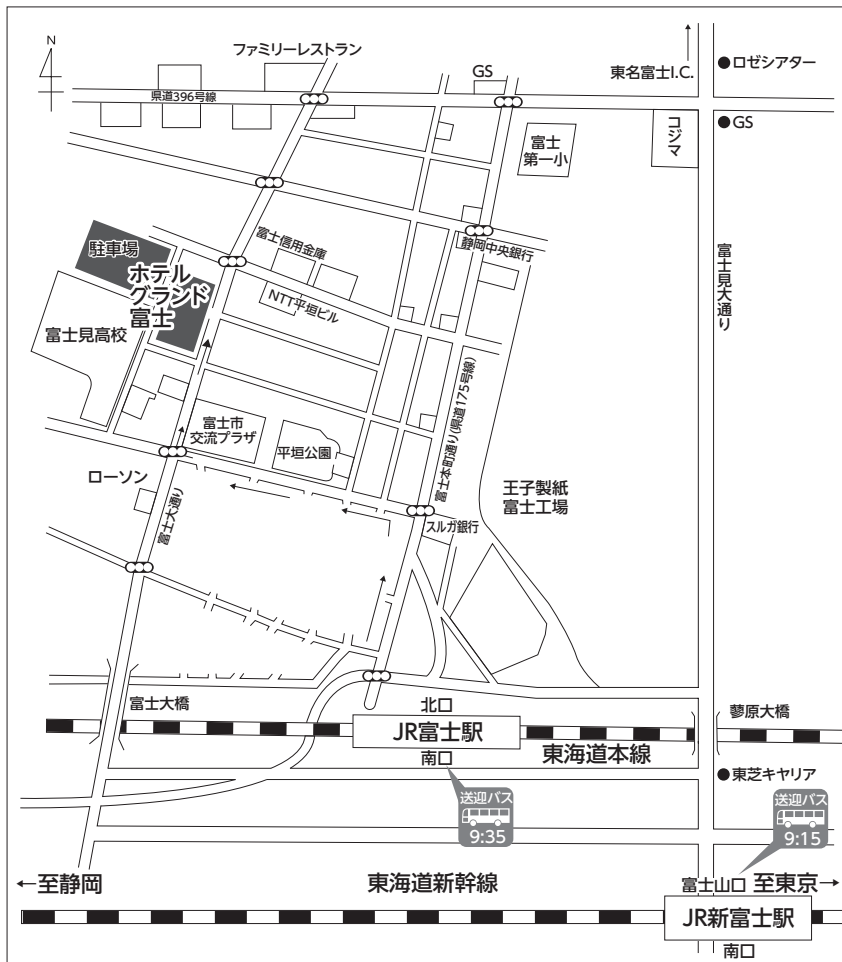 N
ファミリーレストラン
GS
東名富士I.C.
ロゼシアター
県道396号線
GS
コジマ
富士
第一小
静岡中央銀行
富士信用金庫
駐車場
ホテル
グランド
富士
NTT平垣ビル
富士見大通り
富士見高校
富士市
交流プラザ
平垣公園
富士本町通り(県道175号線)
ローソン
富士大通り
王子製紙
富士工場
スルガ銀行
富士大橋
北口
JR富士駅
南口
東海道本線
蓼原大橋
東芝キヤリア
送迎バス
9:35
送迎バス
9:15
←至静岡
東海道新幹線
富士山口
至東京→
JR新富士駅
南口